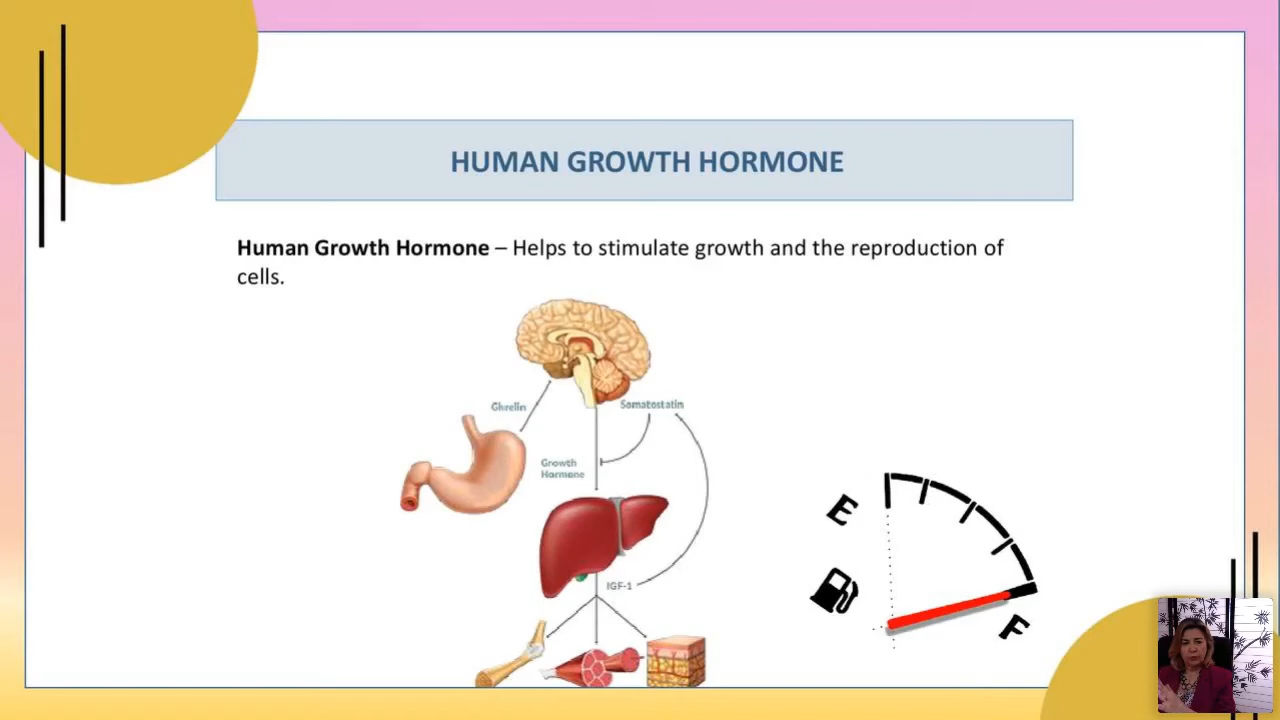 HUMAN GROWTH HORMONE
Human Growth Hormone – Helps to stimulate growth and the reproduction of
cells.
Ghrelin
Somatostatin
Growth
Hormone
IGF-1
E
F